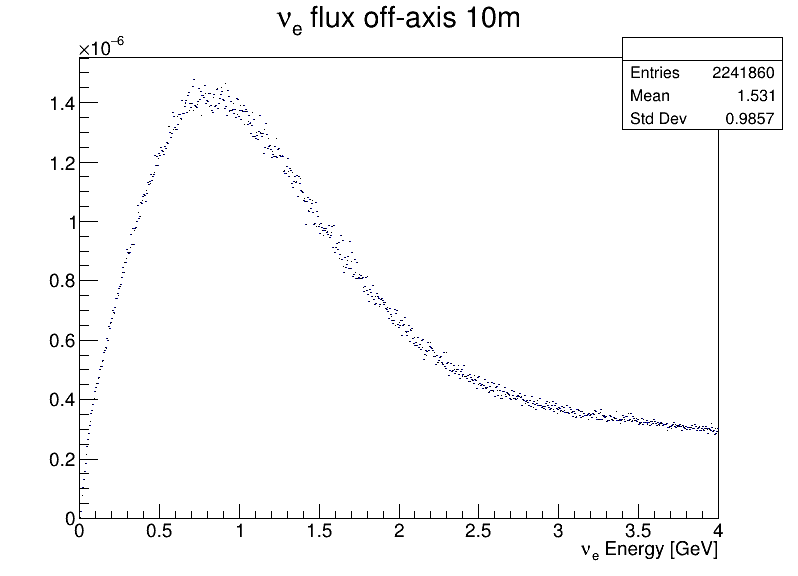 νe flux off-axis 10m
×10−6
Entries 2241860
Mean 1.531
Std Dev 0.9857
1.4
1.2
1
0.8
0.6
0.4
0.2
0
0 0.5 1 1.5 2 2.5 3 3.5 4
νe Energy [GeV]